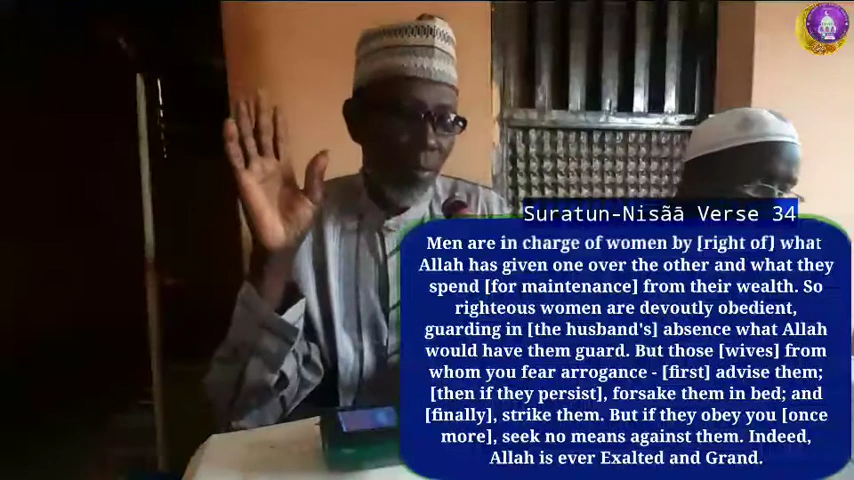 Suratun-Nisãā Verse 34
Men are in charge of women by [right of] what
Allah has given one over the other and what they
spend [for maintenance] from their wealth. So
righteous women are devoutly obedient,
guarding in [the husband's] absence what Allah
would have them guard. But those [wives] from
whom you fear arrogance - [first] advise them;
[then if they persist], forsake them in bed; and
[finally], strike them. But if they obey you [once
more], seek no means against them. Indeed,
Allah is ever Exalted and Grand.